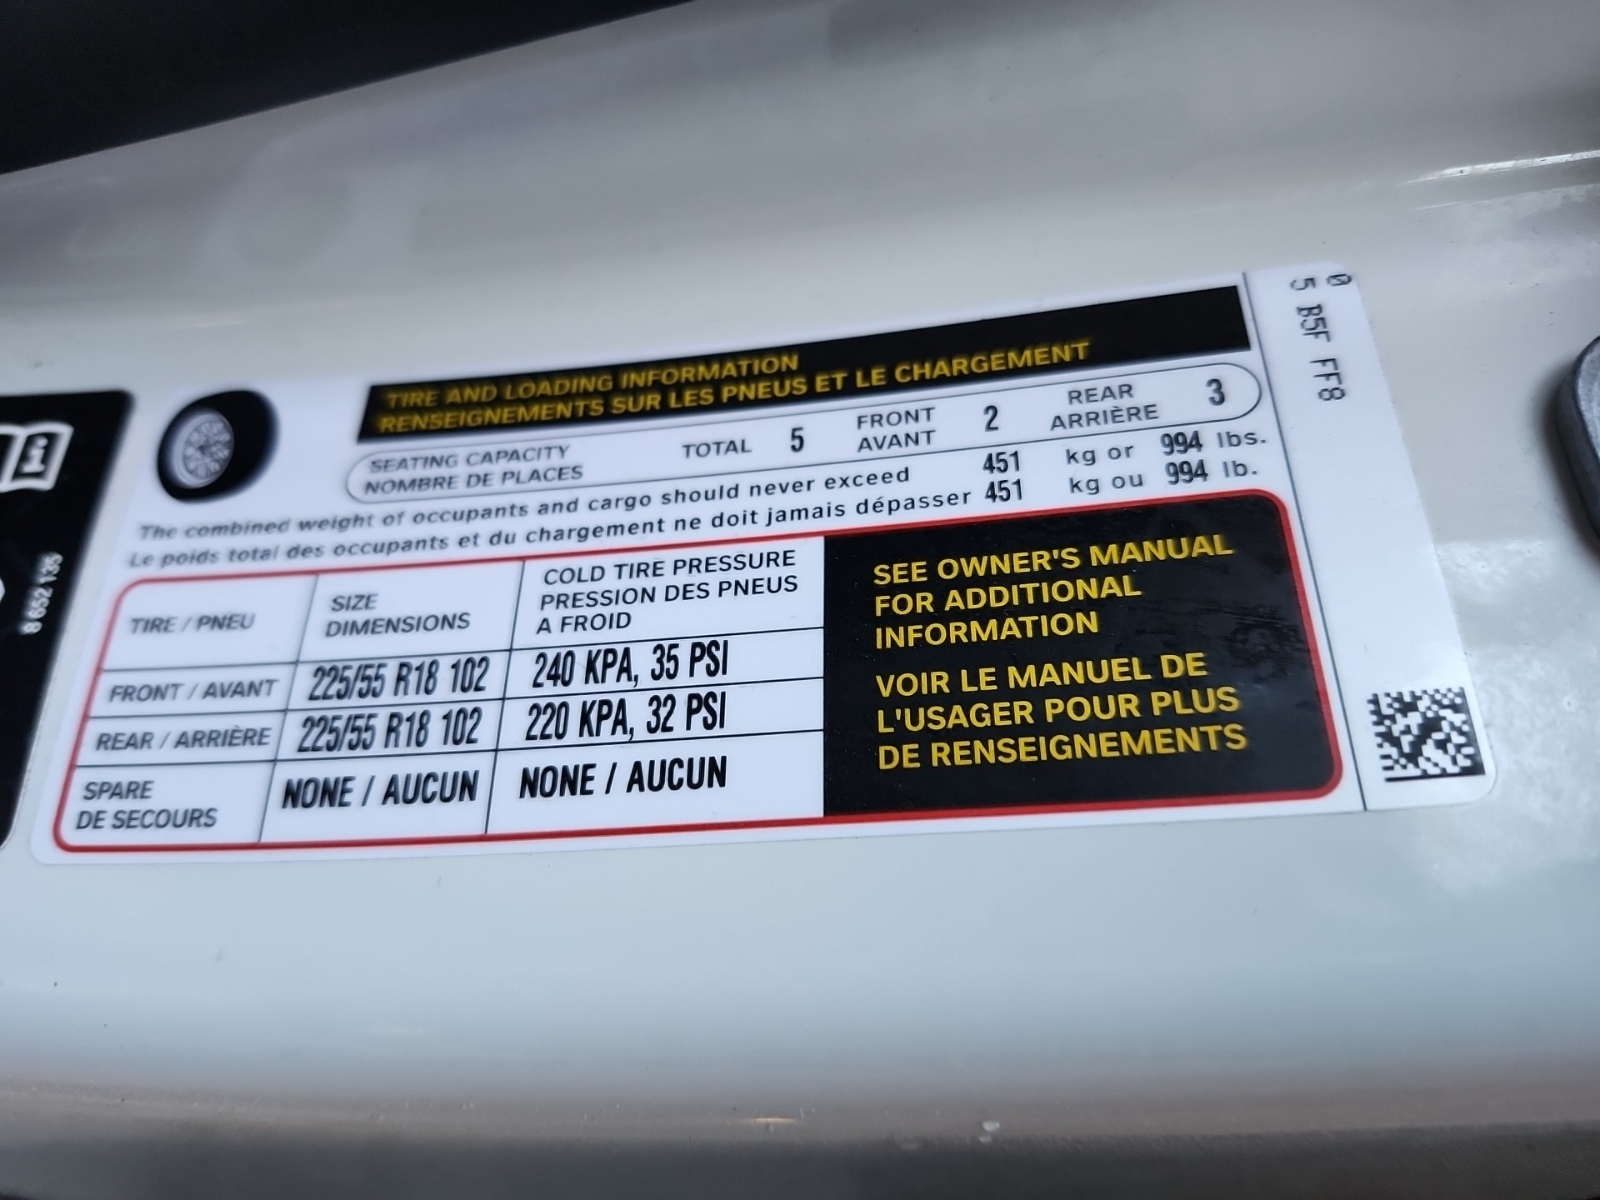 TIRE AND LOADING INFORMATION
RENSEIGNEMENTS SUR LES PNEUS ET LE CHARGEMENT
SEATING CAPACITY
NOMBRE DE PLACES
TOTAL 5
FRONT
AVANT
2
REAR
ARRIÈRE
3
The combined weight of occupants and cargo should never exceed 451 kg or 994 lbs.
Le poids total des occupants et du chargement ne doit jamais dépasser 451 kg ou 994 lb.
TIRE / PNEU
SIZE
DIMENSIONS
COLD TIRE PRESSURE
PRESSION DES PNEUS
A FROID
FRONT / AVANT 225/55 R18 102 240 KPA, 35 PSI
REAR / ARRIÈRE 225/55 R18 102 220 KPA, 32 PSI
SPARE
DE SECOURS
NONE / AUCUN NONE / AUCUN
SEE OWNER'S MANUAL
FOR ADDITIONAL
INFORMATION
VOIR LE MANUEL DE
L'USAGER POUR PLUS
DE RENSEIGNEMENTS
5 B5F FF8
8 652 135